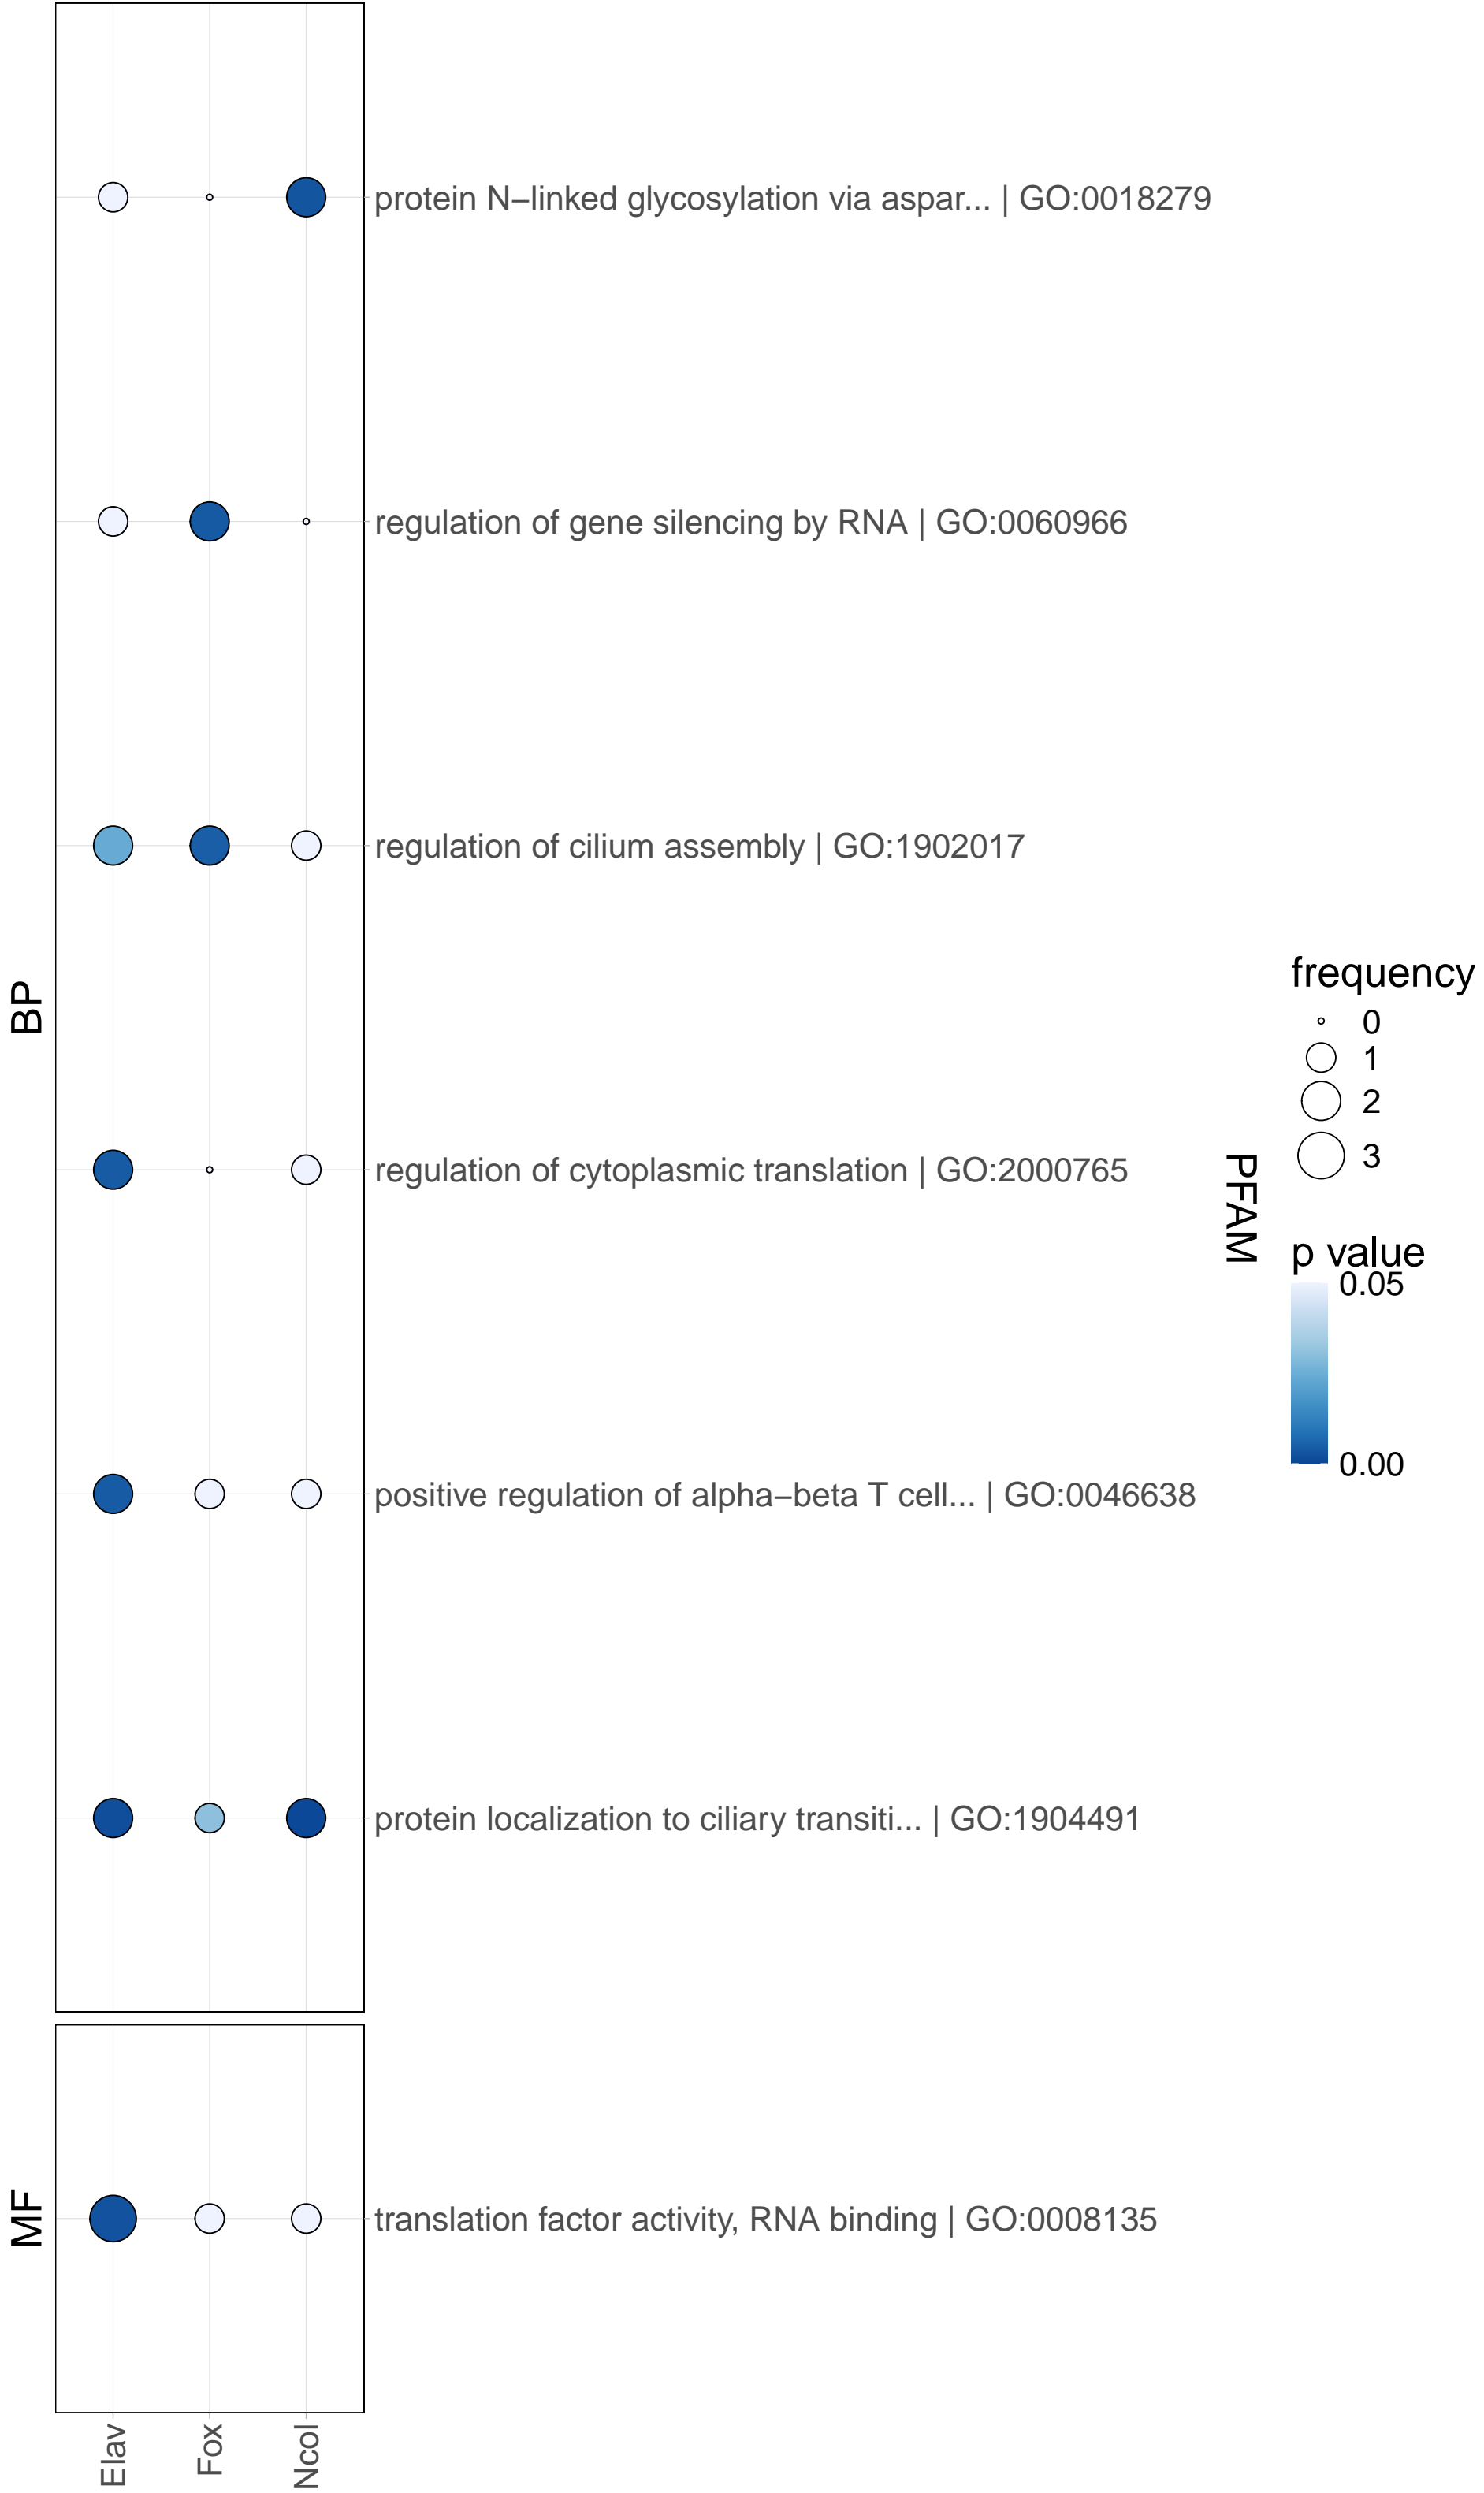 BP
protein N−linked glycosylation via aspar... | GO:0018279
regulation of gene silencing by RNA | GO:0060966
regulation of cilium assembly | GO:1902017
regulation of cytoplasmic translation | GO:2000765
positive regulation of alpha−beta T cell... | GO:0046638
protein localization to ciliary transiti... | GO:1904491
MF
translation factor activity, RNA binding | GO:0008135
Elav
Fox
Ncol
PFAM
frequency
0
1
2
3
p value
0.05
0.00